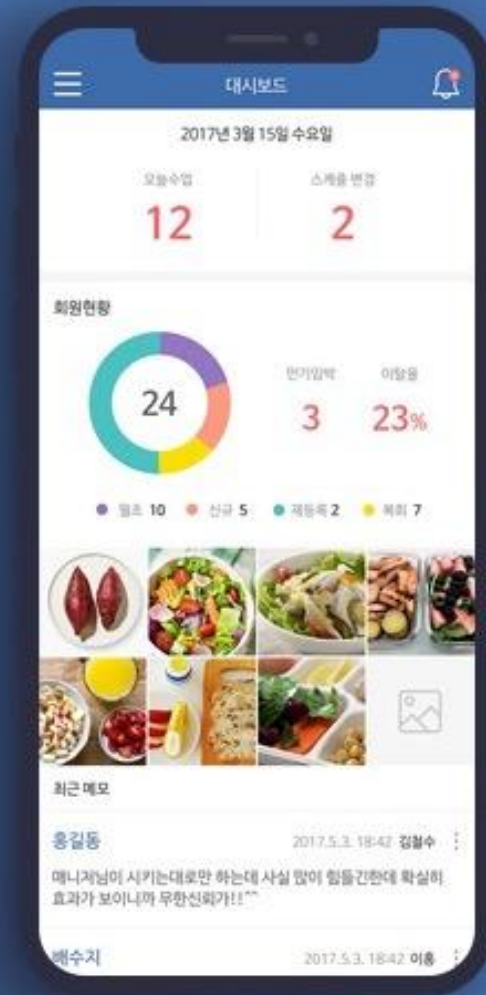 대시보드
2017년 3월 15일 수요일
오늘수업 스케줄 변경
12 2
회원현황
24
만기임박 이탈율
3 23%
월초 10 신규 5 재등록 2 복회 7
최근 메모
홍길동 2017.5.3. 18:42 김철수
매니저님이 시키는대로만 하는데 사실 많이 힘들긴한데 확실히
효과가 보이니까 무한신뢰가!!^^
배수지 2017.5.3. 18:42 이홍